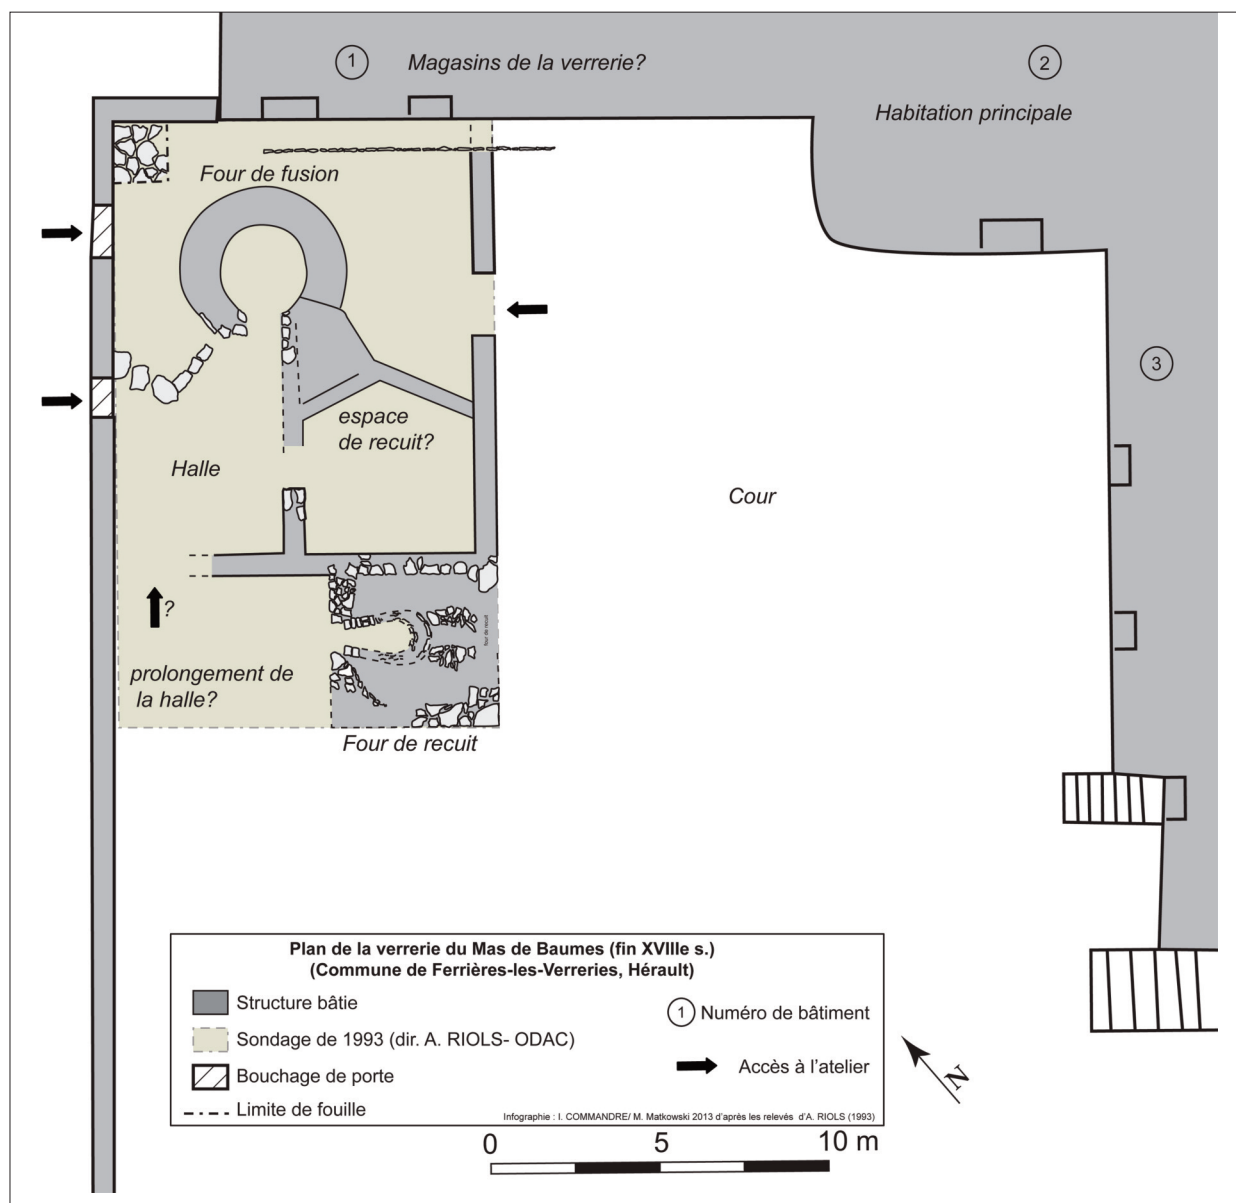 1
Magasins de la verrerie?
2
Habitation principale
Four de fusion
3
espace
de recuit?
Halle
Cour
?
four de recuit
prolongement de
la halle?
Four de recuit
Plan de la verrerie du Mas de Baumes (fin XVIIIe s.)
(Commune de Ferrières-les-Verreries, Hérault)
Structure bâtie
1 Numéro de bâtiment
Sondage de 1993 (dir. A. RIOLS- ODAC)
Accès à l'atelier
Bouchage de porte
Limite de fouille
Infographie : I. COMMANDRE/ M. Matkowski 2013 d'après les relevés d'A. RIOLS (1993)
N
0 5 10 m